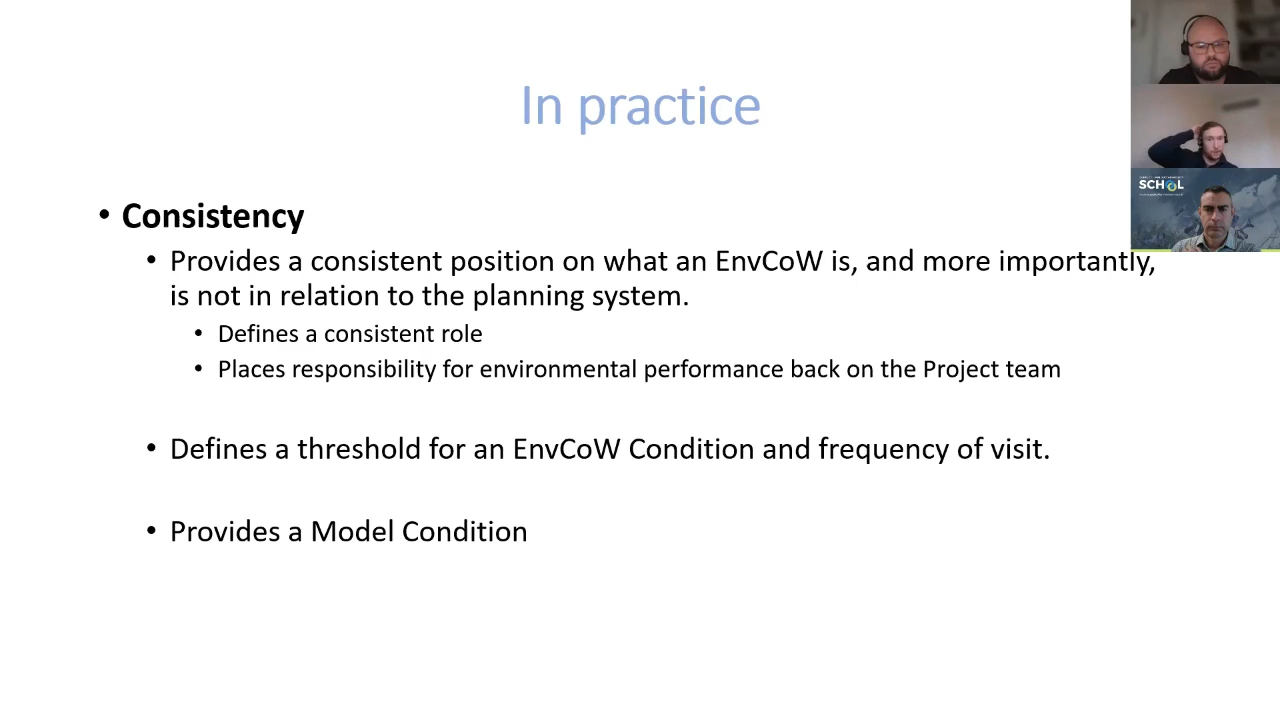 In practice
SCHOOL
• Consistency
• Provides a consistent position on what an EnvCoW is, and more importantly,
is not in relation to the planning system.
• Defines a consistent role
• Places responsibility for environmental performance back on the Project team
• Defines a threshold for an EnvCoW Condition and frequency of visit.
• Provides a Model Condition